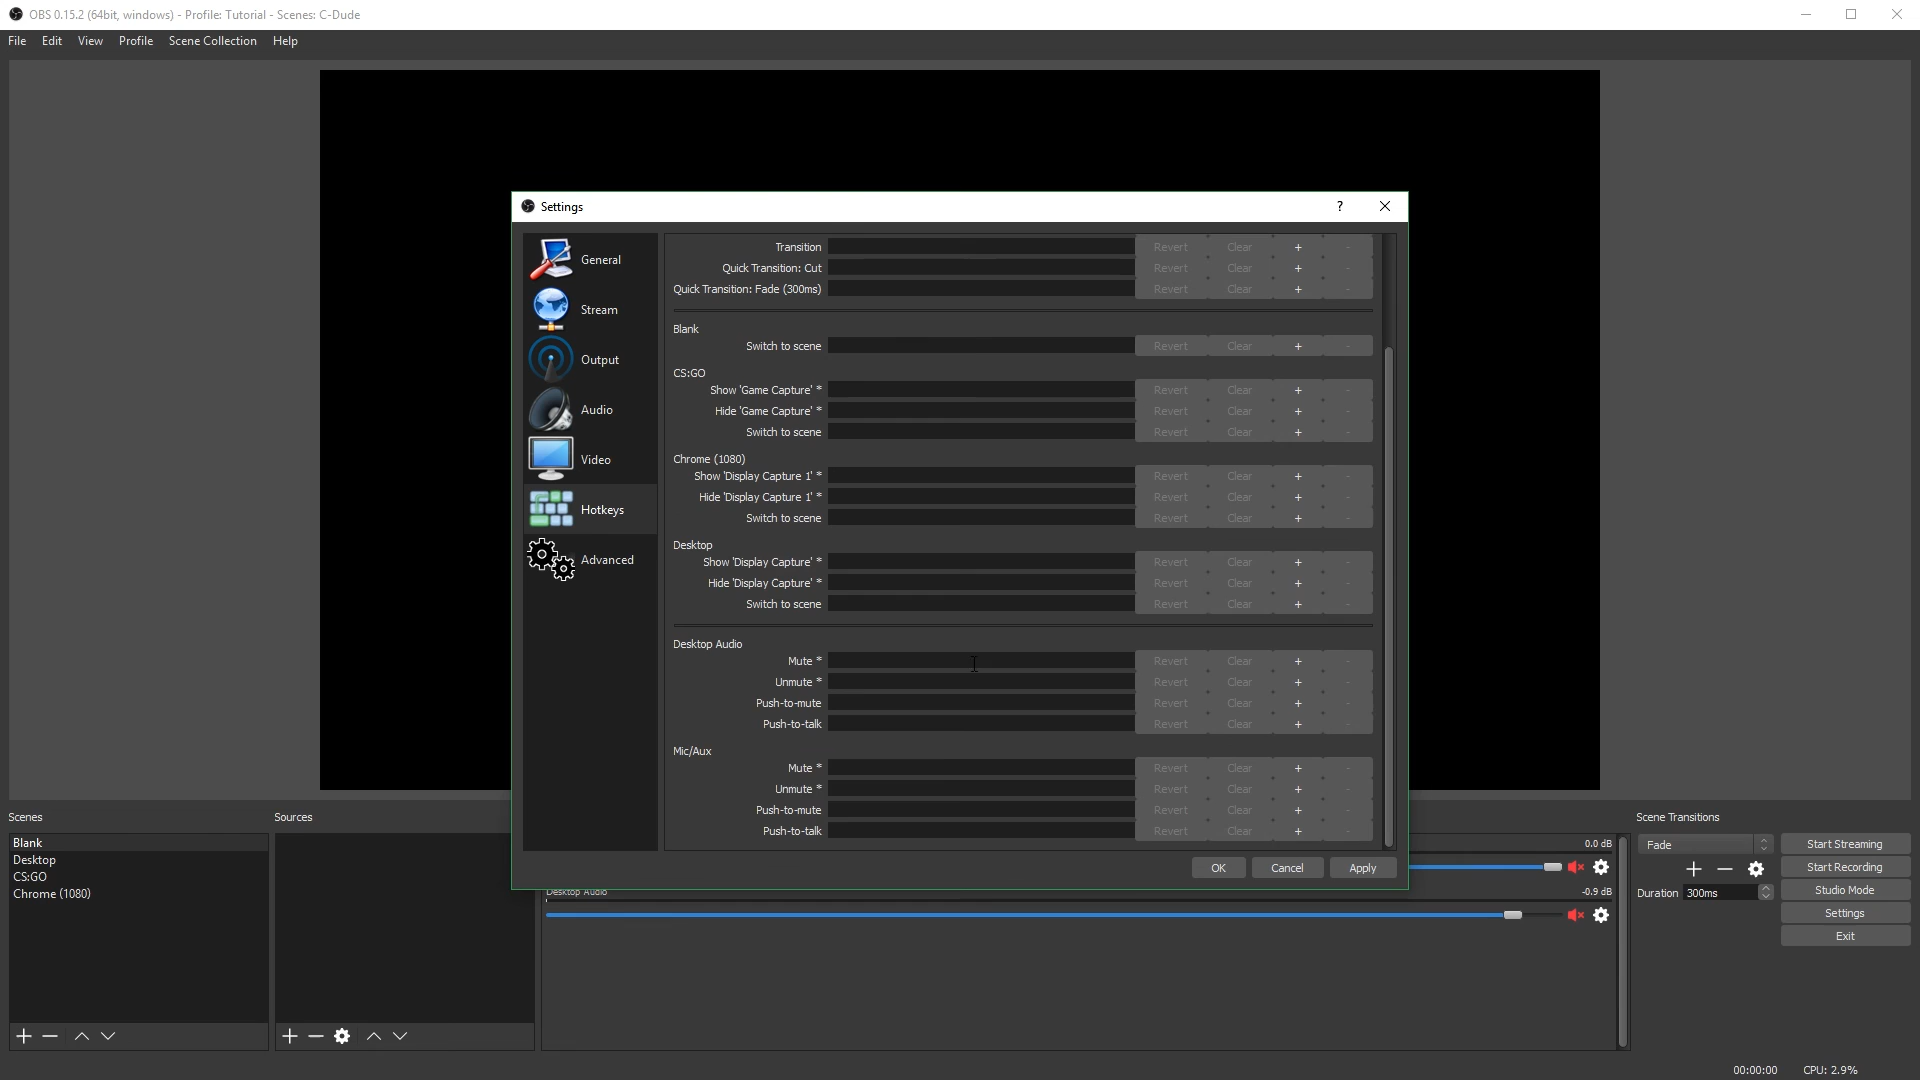 OBS 0.15.2 (64bit, windows) - Profile: Tutorial - Scenes: C-Dude
File Edit View Profile Scene Collection Help
Settings ?
General
Stream
Output
Audio
Video
Hotkeys
Advanced
Transition Revert Clear + -
Quick Transition: Cut Revert Clear + -
Quick Transition: Fade (300ms) Revert Clear + -
Blank
Switch to scene Revert Clear + -
CS:GO
Show 'Game Capture' * Revert Clear + -
Hide 'Game Capture' * Revert Clear + -
Switch to scene Revert Clear + -
Chrome (1080)
Show 'Display Capture 1' * Revert Clear + -
Hide 'Display Capture 1' * Revert Clear + -
Switch to scene Revert Clear + -
Desktop
Show 'Display Capture' * Revert Clear + -
Hide 'Display Capture' * Revert Clear + -
Switch to scene Revert Clear + -
Desktop Audio
Mute * Revert Clear + -
Unmute * Revert Clear + -
Push-to-mute Revert Clear + -
Push-to-talk Revert Clear + -
Mic/Aux
Mute * Revert Clear + -
Unmute * Revert Clear + -
Push-to-mute Revert Clear + -
Push-to-talk Revert Clear + -
OK Cancel Apply
Scenes
Blank
Desktop
CS:GO
Chrome (1080)
Sources
0.0 dB
Desktop Audio -0.9 dB
Scene Transitions
Fade
Duration 300ms
Start Streaming
Start Recording
Studio Mode
Settings
Exit
00:00:00 CPU: 2.9%